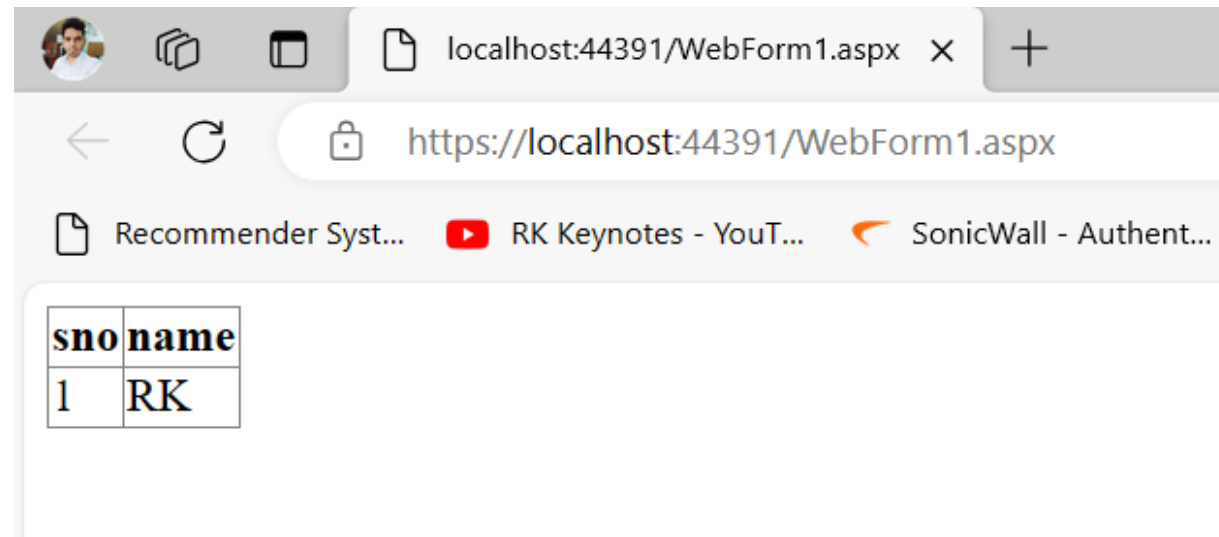 localhost:44391/WebForm1.aspx
https://localhost:44391/WebForm1.aspx
Recommender Syst... RK Keynotes - YouT... SonicWall - Authent...
sno name
1 RK